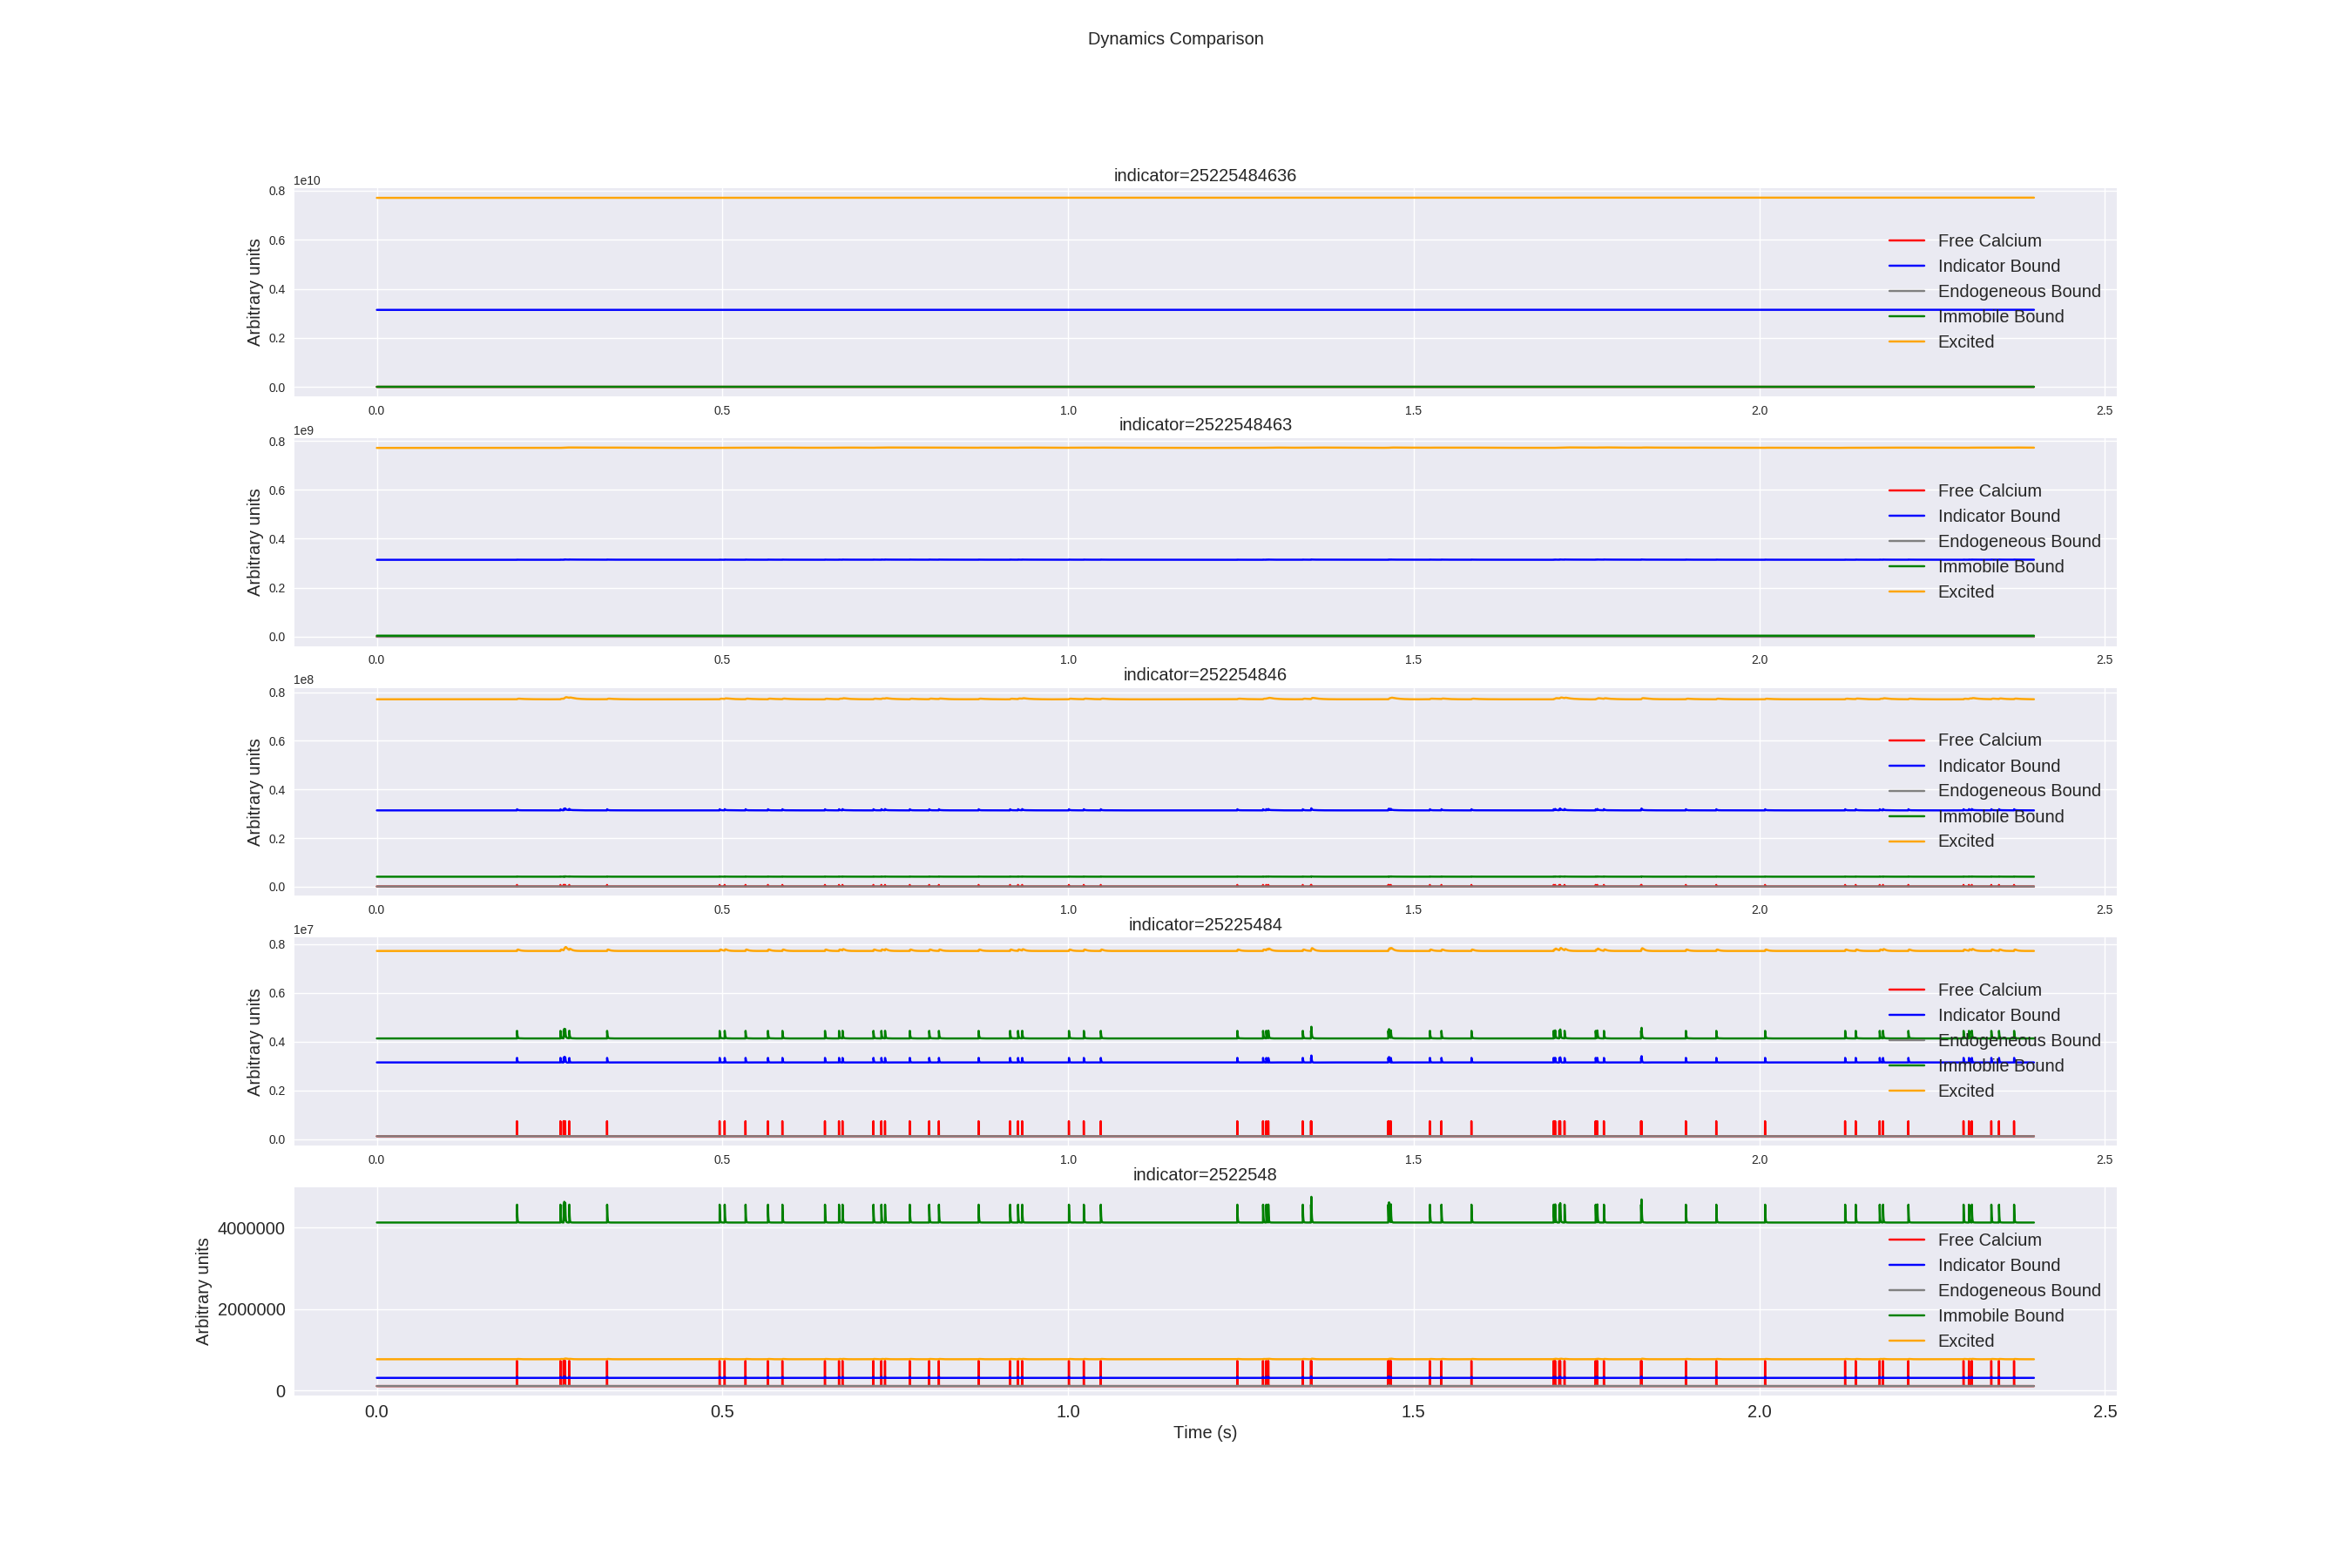 Dynamics Comparison
indicator=25225484636
1e10
Arbitrary units
0.8
0.6
0.4
0.2
0.0
Free Calcium
Indicator Bound
Endogeneous Bound
Immobile Bound
Excited
0.0 0.5 1.0 1.5 2.0 2.5
indicator=2522548463
1e9
Arbitrary units
0.8
0.6
0.4
0.2
0.0
Free Calcium
Indicator Bound
Endogeneous Bound
Immobile Bound
Excited
0.0 0.5 1.0 1.5 2.0 2.5
indicator=252254846
1e8
Arbitrary units
0.8
0.6
0.4
0.2
0.0
Free Calcium
Indicator Bound
Endogeneous Bound
Immobile Bound
Excited
0.0 0.5 1.0 1.5 2.0 2.5
indicator=25225484
1e7
Arbitrary units
0.8
0.6
0.4
0.2
0.0
Free Calcium
Indicator Bound
Endogeneous Bound
Immobile Bound
Excited
0.0 0.5 1.0 1.5 2.0 2.5
indicator=2522548
Arbitrary units
4000000
2000000
0
Free Calcium
Indicator Bound
Endogeneous Bound
Immobile Bound
Excited
0.0 0.5 1.0 1.5 2.0 2.5
Time (s)